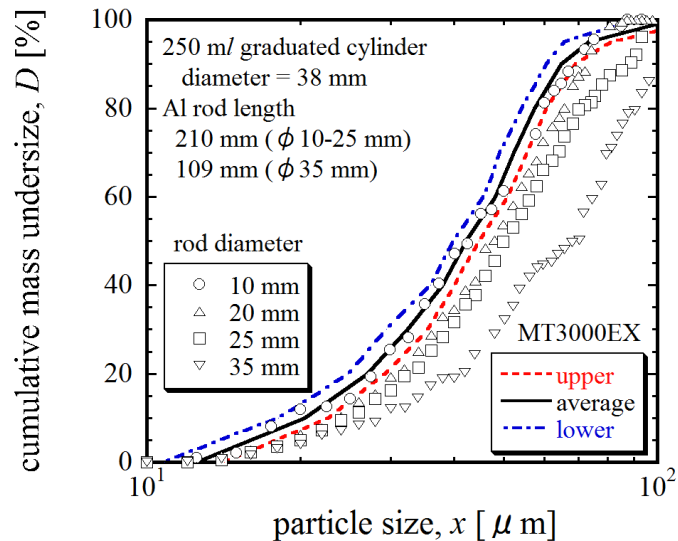 cumulative mass undersize, D [%]
100
80
60
40
20
0
250 ml graduated cylinder
diameter = 38 mm
Al rod length
210 mm ( ϕ 10-25 mm)
109 mm ( ϕ 35 mm)
rod diameter
10 mm
20 mm
25 mm
35 mm
MT3000EX
upper
average
lower
10¹
10²
particle size, x [ μ m]